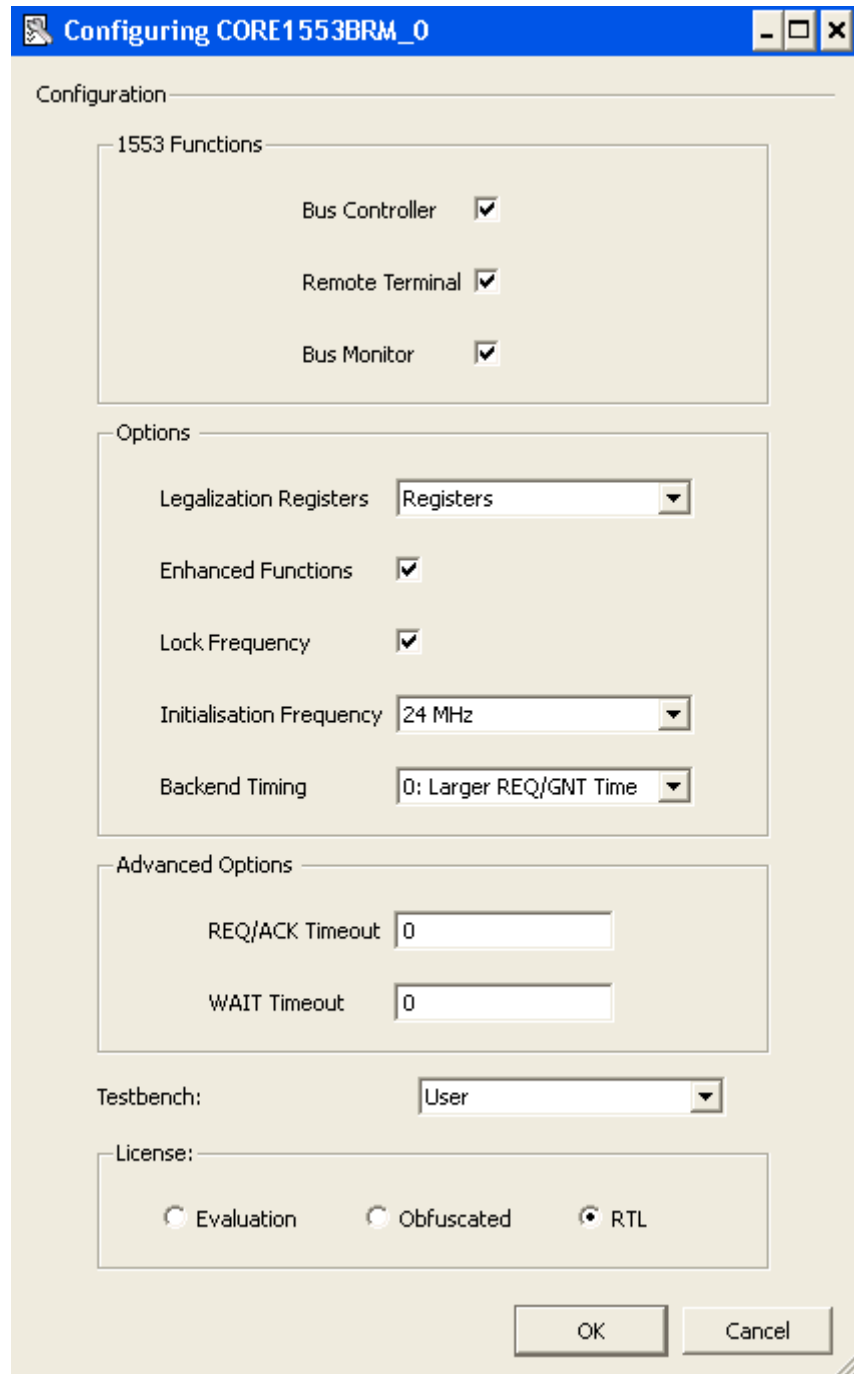 Configuring CORE1553BRM_0
Configuration
1553 Functions
Bus Controller
Remote Terminal
Bus Monitor
Options
Legalization Registers Registers
Enhanced Functions
Lock Frequency
Initialisation Frequency 24 MHz
Backend Timing 0: Larger REQ/GNT Time
Advanced Options
REQ/ACK Timeout 0
WAIT Timeout 0
Testbench: User
License:
Evaluation Obfuscated RTL
OK Cancel